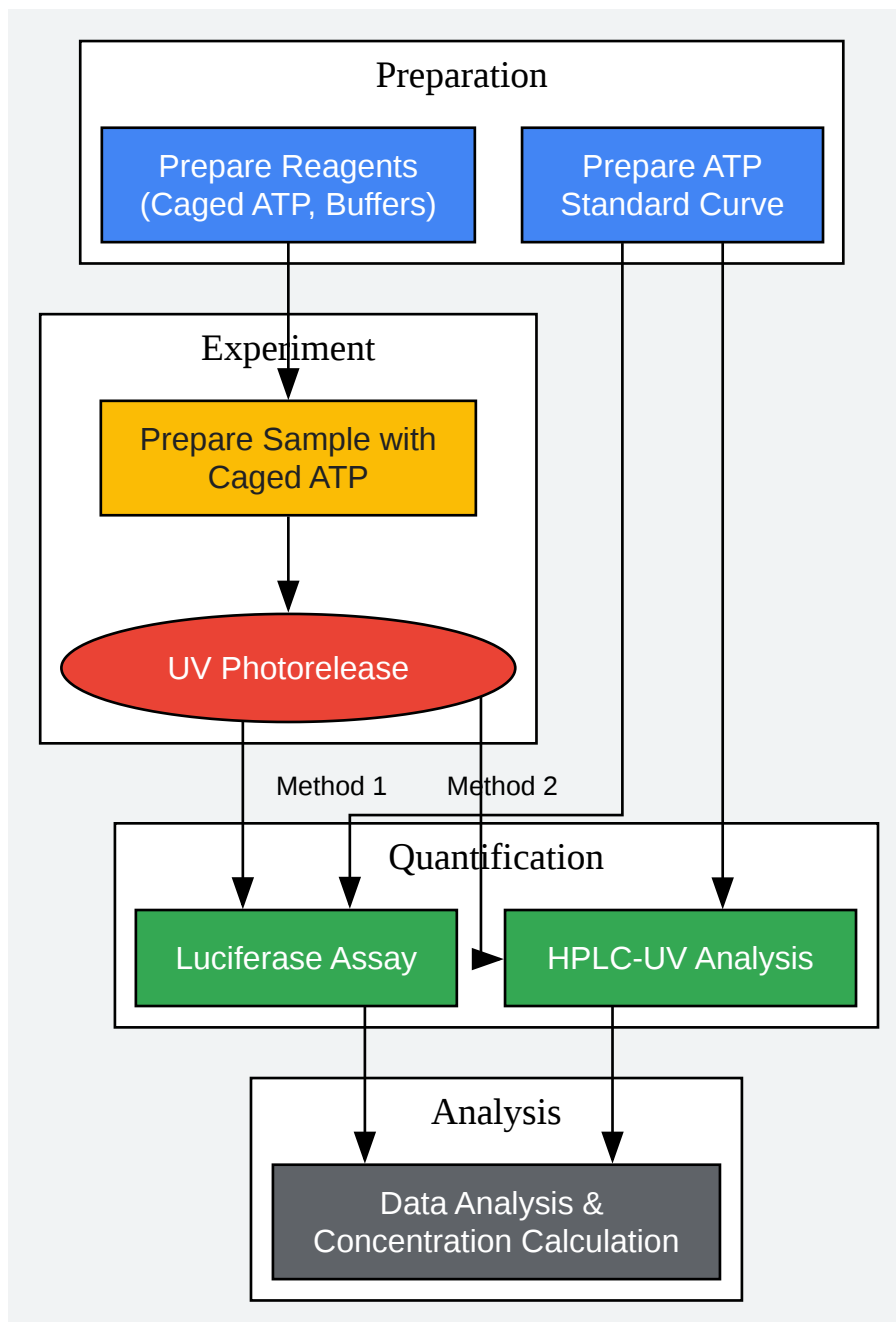 Preparation
Prepare Reagents
(Caged ATP, Buffers)
Prepare ATP
Standard Curve
Experiment
Prepare Sample with
Caged ATP
UV Photorelease
Method 1
Method 2
Quantification
Luciferase Assay
HPLC-UV Analysis
Analysis
Data Analysis &
Concentration Calculation